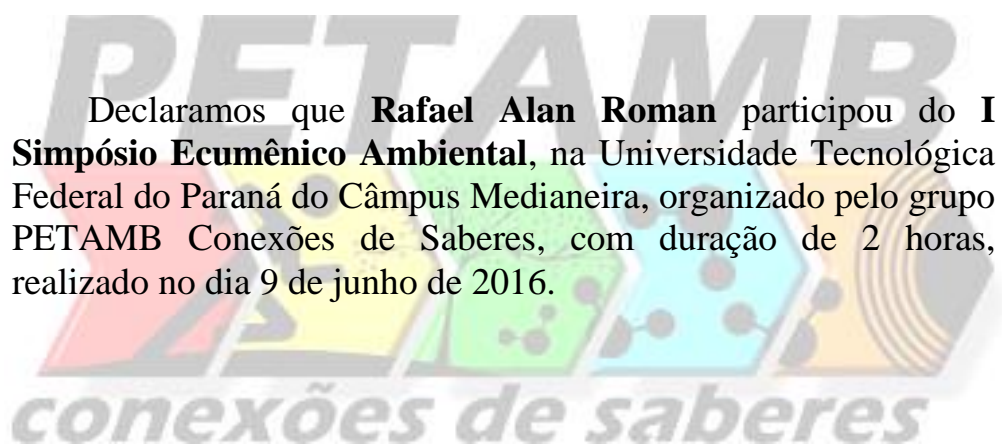 PETAMB
Declaramos que Rafael Alan Roman participou do I
Simpósio Ecumênico Ambiental, na Universidade Tecnológica
Federal do Paraná do Câmpus Medianeira, organizado pelo grupo
PETAMB Conexões de Saberes, com duração de 2 horas,
realizado no dia 9 de junho de 2016.
conexões de saberes